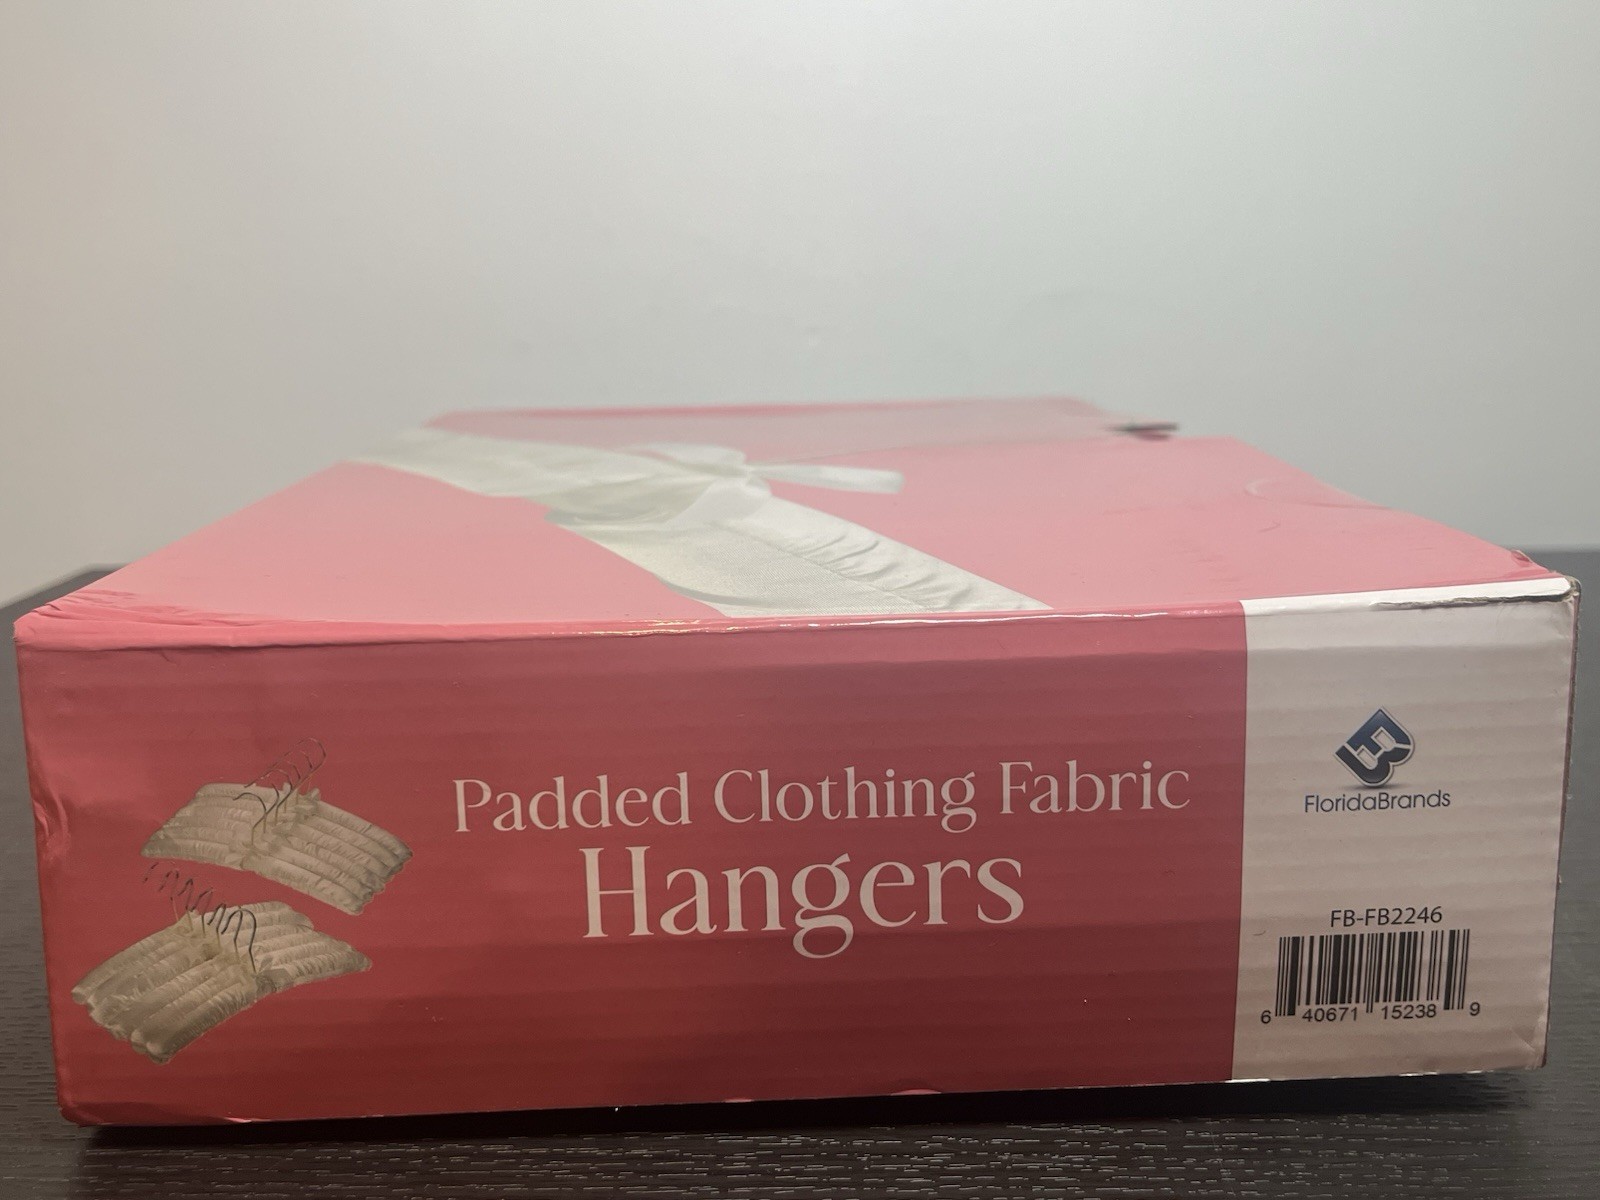 Padded Clothing Fabric
Hangers
FloridaBrands
FB-FB2246
6 40671 15238 9